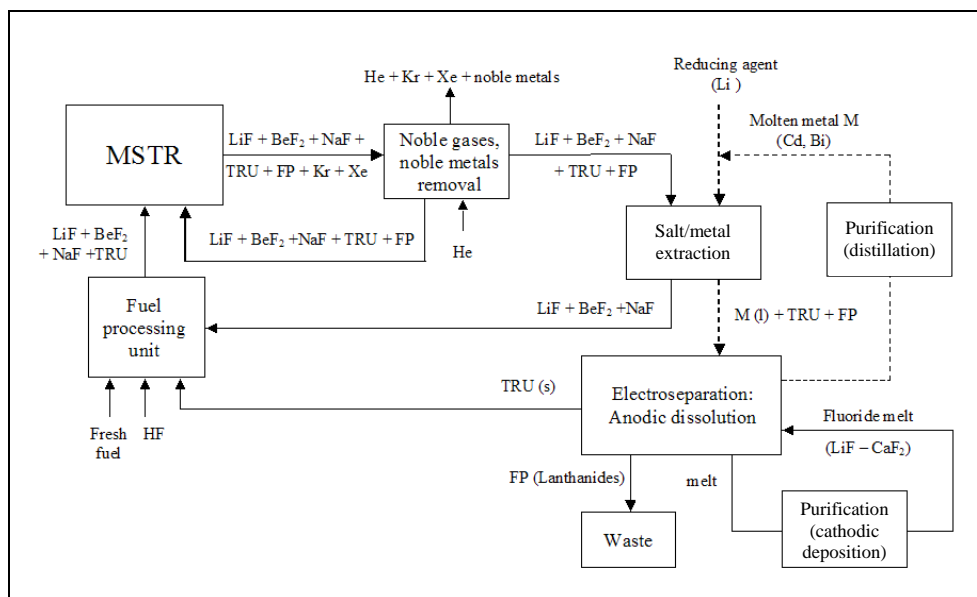 He + Kr + Xe + noble metals
Reducing agent
(Li )
Molten metal M
(Cd, Bi)
MSTR
LiF + BeF₂ + NaF +
TRU + FP + Kr + Xe
Noble gases,
noble metals
removal
LiF + BeF₂ + NaF
+ TRU + FP
LiF + BeF₂
+ NaF +TRU
LiF + BeF₂ +NaF + TRU + FP
He
Salt/metal
extraction
Purification
(distillation)
Fuel
processing
unit
LiF + BeF₂ +NaF
M (l) + TRU + FP
TRU (s)
Electroseparation:
Anodic dissolution
Fluoride melt
(LiF – CaF₂)
Fresh
fuel
HF
FP (Lanthanides)
melt
Waste
Purification
(cathodic
deposition)